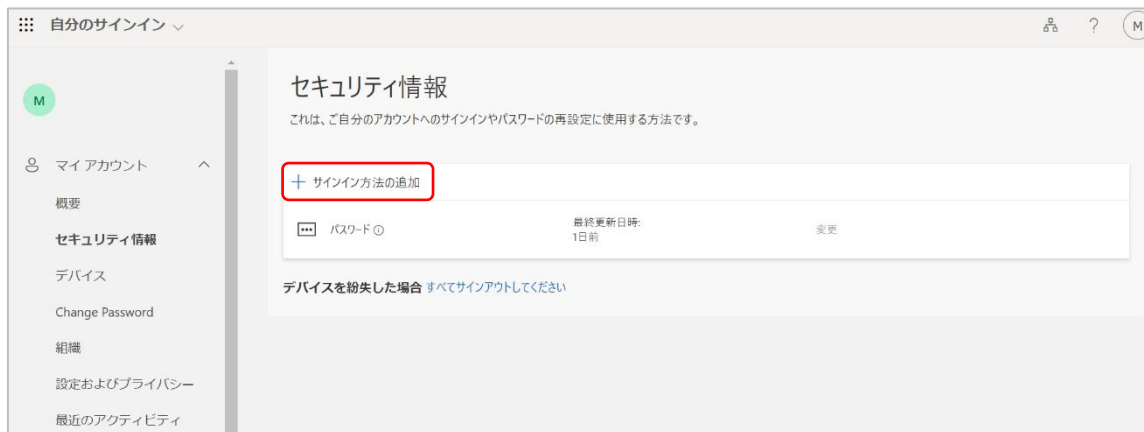 自分のサインイン
?
M
M
マイ アカウント
概要
セキュリティ情報
デバイス
Change Password
組織
設定およびプライバシー
最近のアクティビティ
セキュリティ情報
これは、ご自分のアカウントへのサインインやパスワードの再設定に使用する方法です。
＋ サインイン方法の追加
パスワード
最終更新日時:
1日前
変更
デバイスを紛失した場合 すべてサインアウトしてください